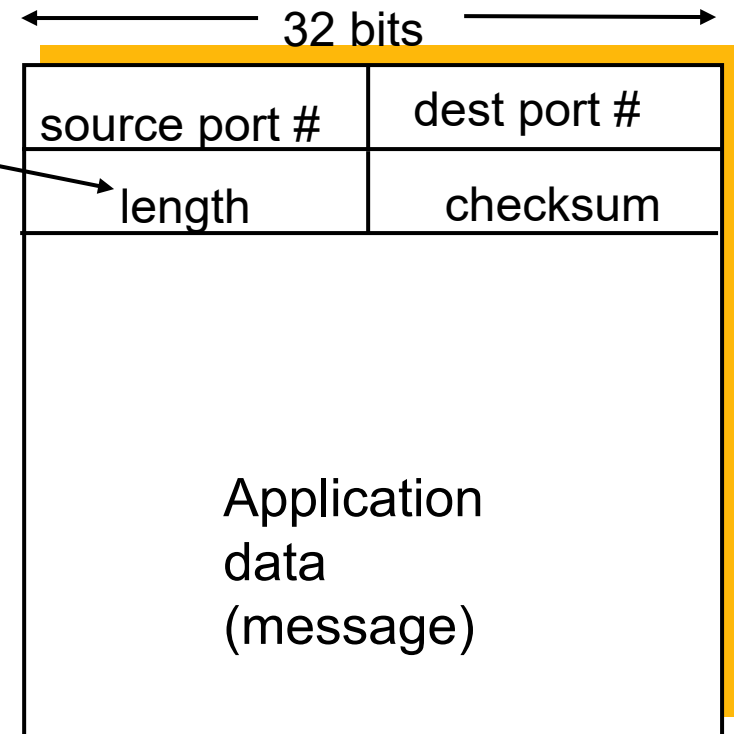 32 bits
source port #
dest port #
length
checksum
Application
data
(message)